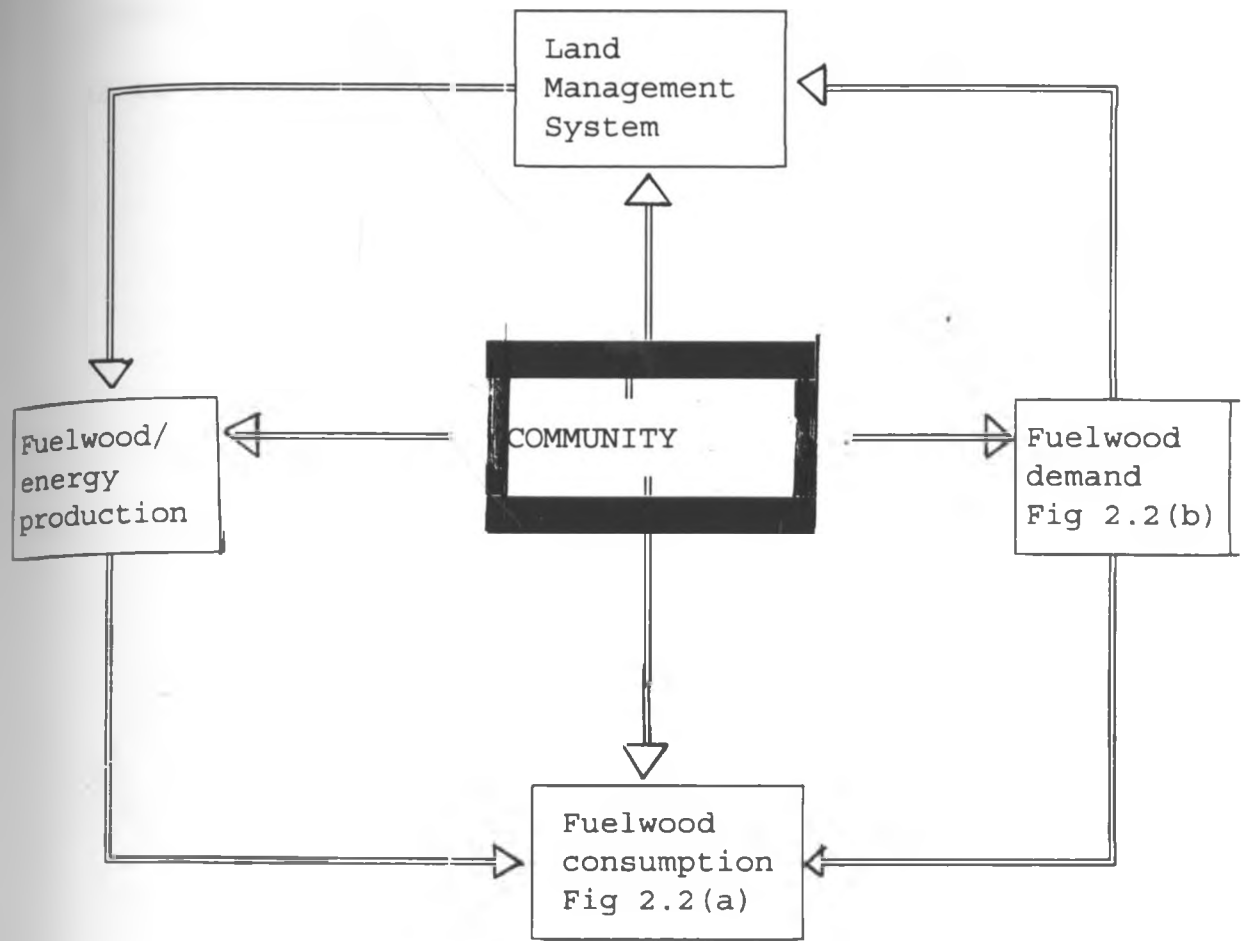 Land
Management
System
Fuelwood/
energy
production
COMMUNITY
Fuelwood
demand
Fig 2.2(b)
Fuelwood
consumption
Fig 2.2(a)